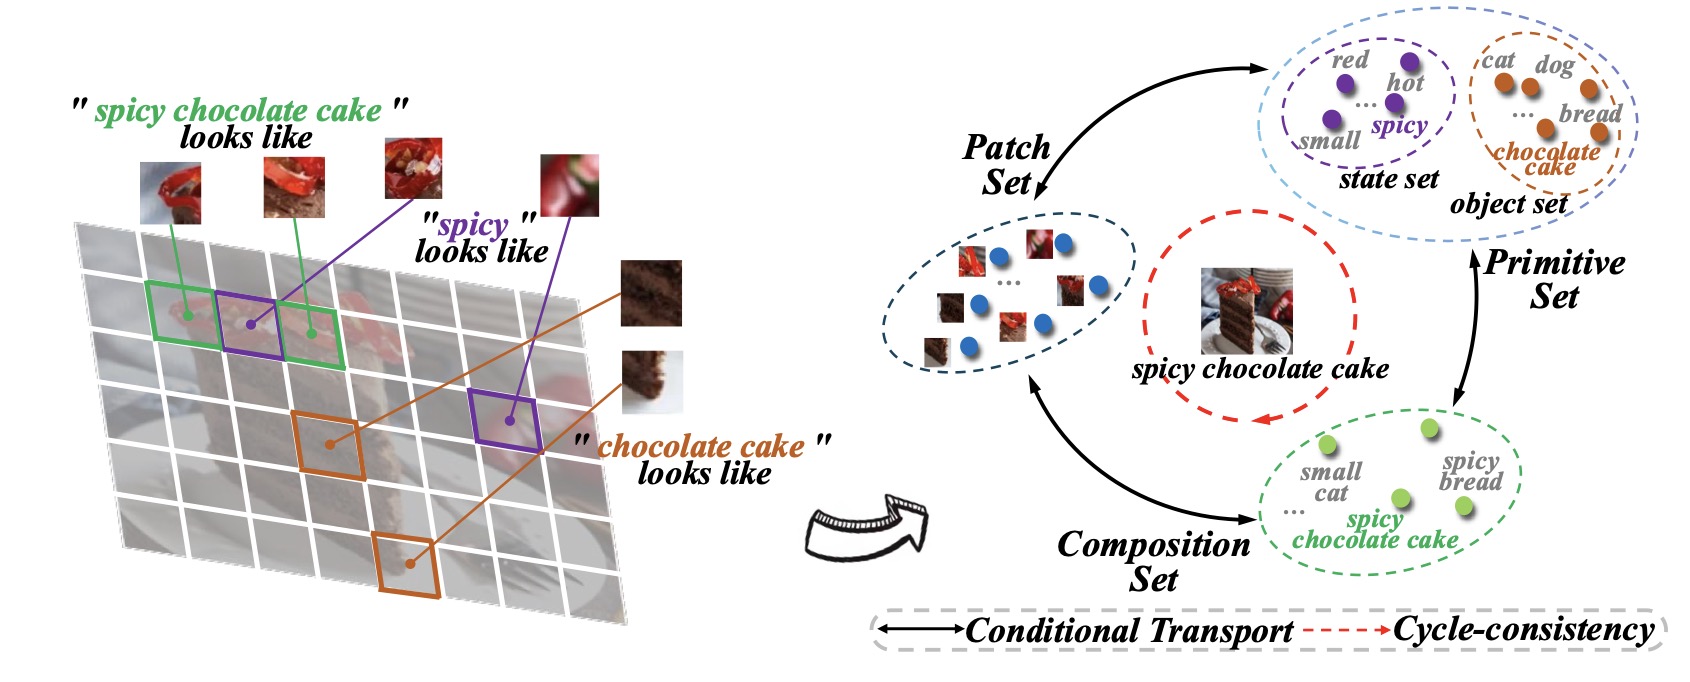 " spicy chocolate cake "
looks like
"spicy "
looks like
" chocolate cake "
looks like
Patch
Set
red
hot
...
spicy
small
state set
cat
dog
bread
...
chocolate
cake
object set
Primitive
Set
...
spicy chocolate cake
small
cat
spicy
bread
...
spicy
chocolate cake
Composition
Set
Conditional Transport
Cycle-consistency